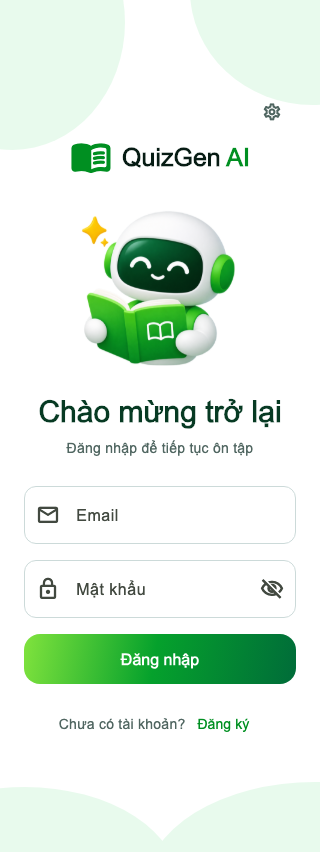 QuizGen AI
Chào mừng trở lại
Đăng nhập để tiếp tục ôn tập
Email
Mật khẩu
Đăng nhập
Chưa có tài khoản? Đăng ký